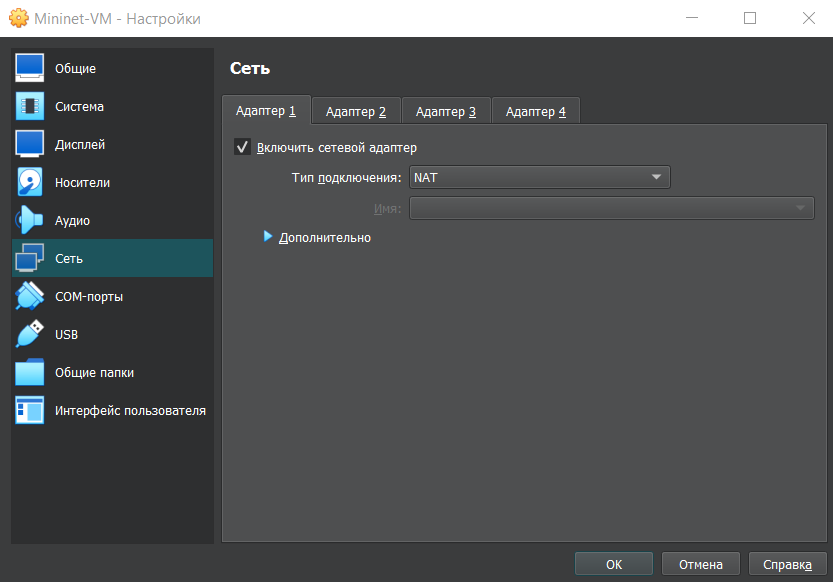 Mininet-VM - Настройки
Общие
Система
Дисплей
Носители
Аудио
Сеть
COM-порты
USB
Общие папки
Интерфейс пользователя
Сеть
Адаптер 1 Адаптер 2 Адаптер 3 Адаптер 4
Включить сетевой адаптер
Тип подключения: NAT
Имя:
Дополнительно
OK Отмена Справка